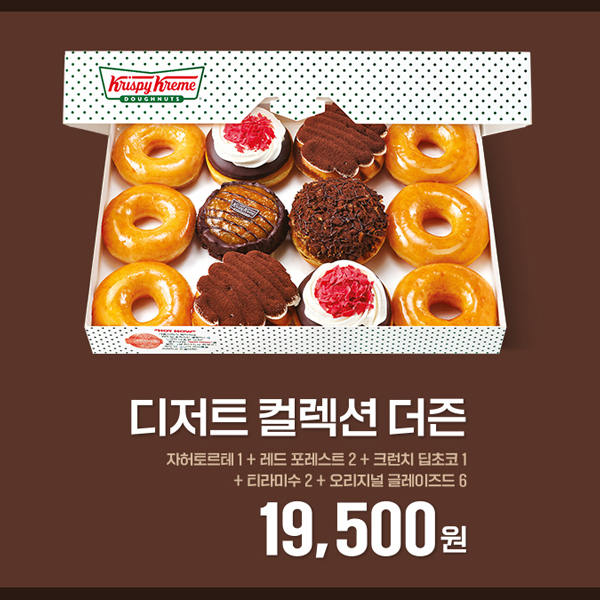 Krispy Kreme
DOUGHNUTS
"HOT NOW"
디저트 컬렉션 더즌
자허토르테 1 + 레드 포레스트 2 + 크런치 딥초코 1
+ 티라미수 2 + 오리지널 글레이즈드 6
19,500원